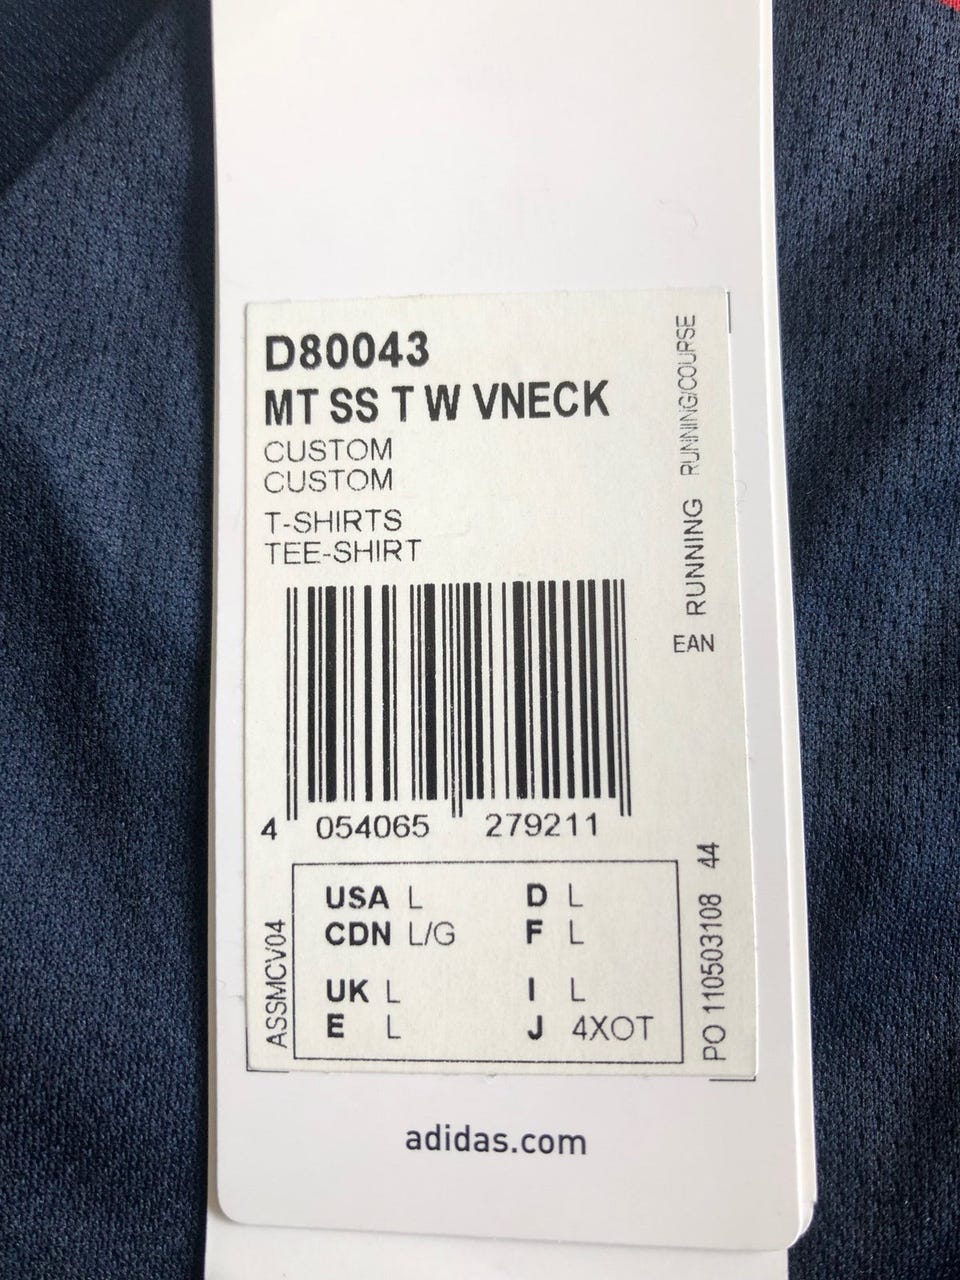 D80043
MT SS T W VNECK
CUSTOM
CUSTOM
T-SHIRTS
TEE-SHIRT
RUNNING RUNNING/COURSE
EAN
4 054065 279211
USA L D L
CDN L/G F L
UK L I L
E L J 4XOT
ASSMCV04
PO 110503108 44
adidas.com